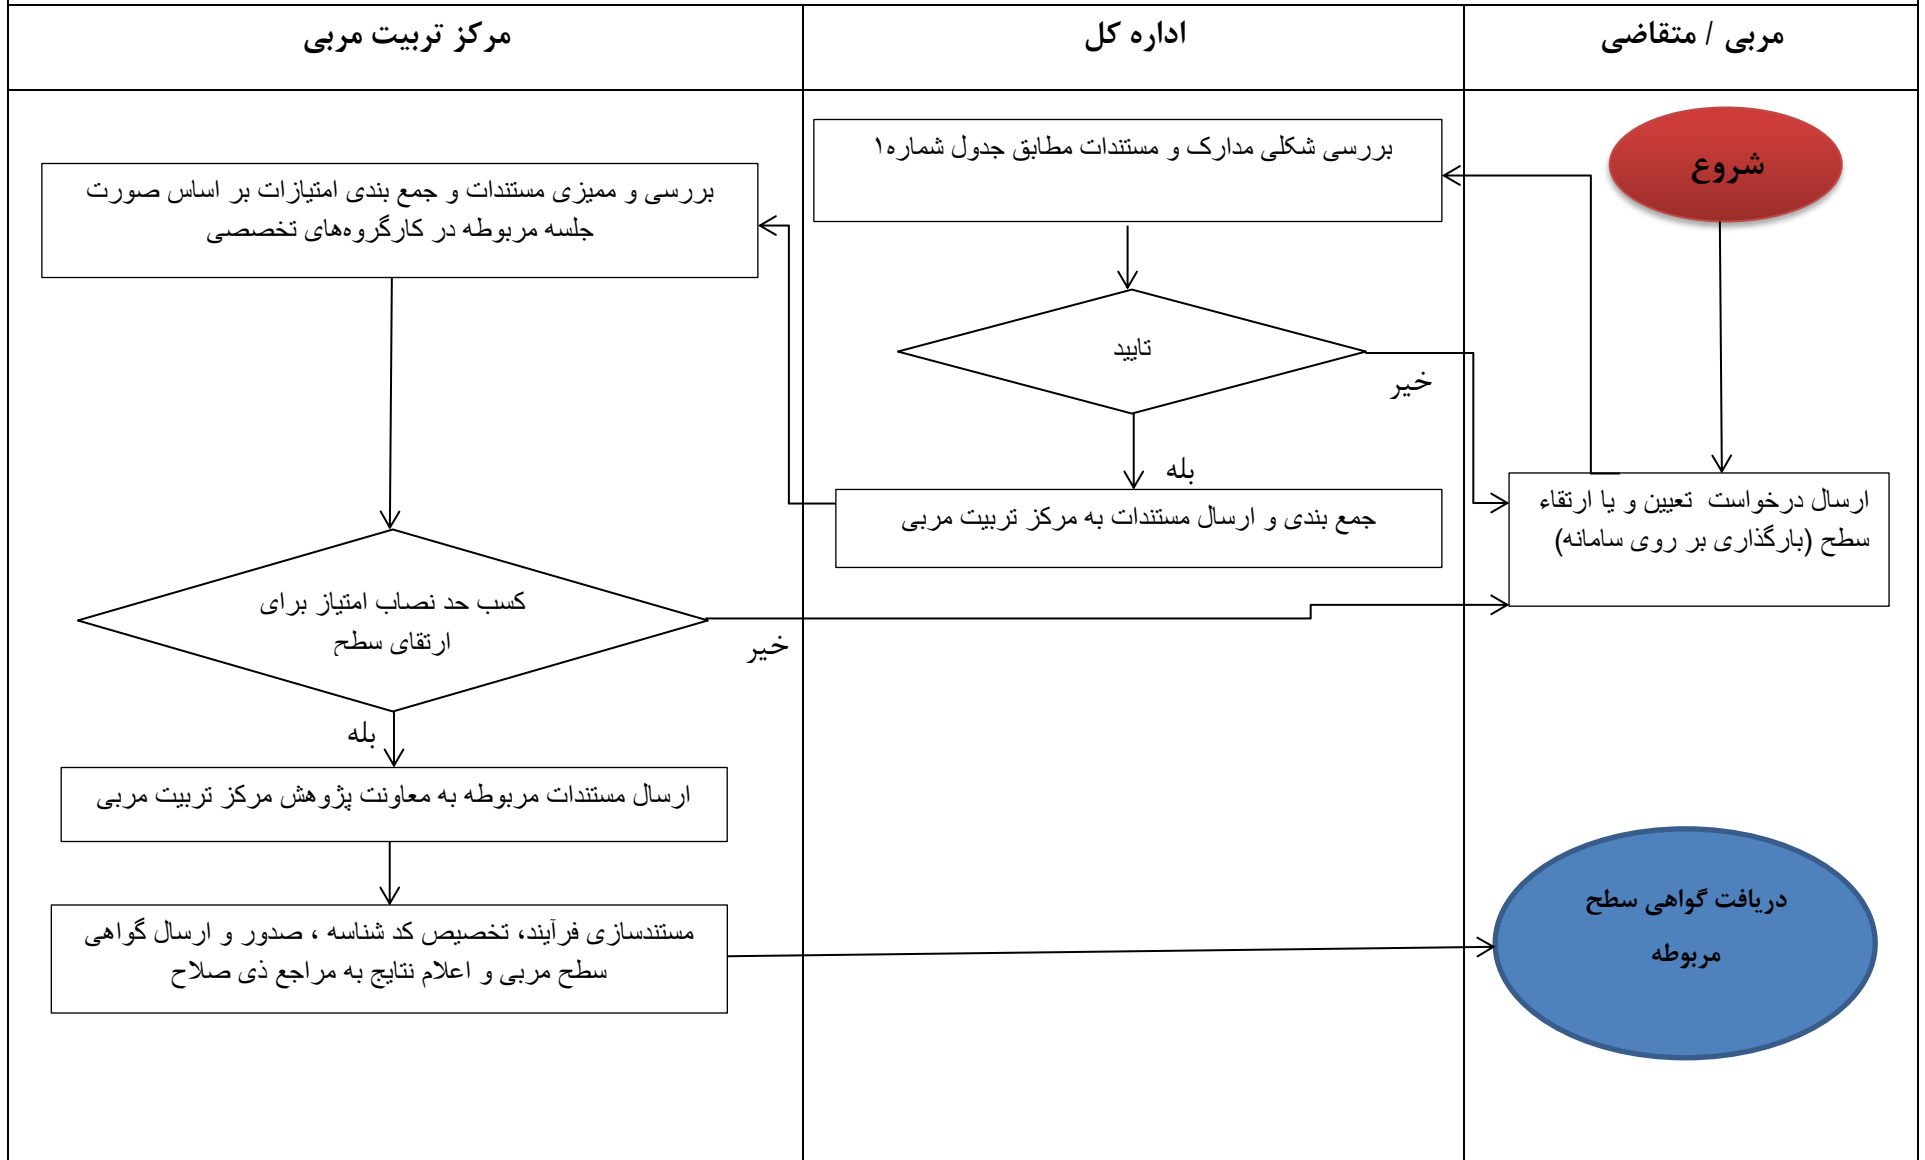 مربی / متقاضی
اداره کل
مرکز تربیت مربی
شروع
ارسال درخواست تعیین و یا ارتقاء
سطح (بارگذاری بر روی سامانه)
بررسی شکلی مدارک و مستندات مطابق جدول شماره۱
تایید
خیر
بله
جمع بندی و ارسال مستندات به مرکز تربیت مربی
بررسی و ممیزی مستندات و جمع بندی امتیازات بر اساس صورت
جلسه مربوطه در کارگروه‌های تخصصی
کسب حد نصاب امتیاز برای
ارتقای سطح
خیر
بله
ارسال مستندات مربوطه به معاونت پژوهش مرکز تربیت مربی
مستندسازی فرآیند، تخصیص کد شناسه ، صدور و ارسال گواهی
سطح مربی و اعلام نتایج به مراجع ذی صلاح
دریافت گواهی سطح
مربوطه